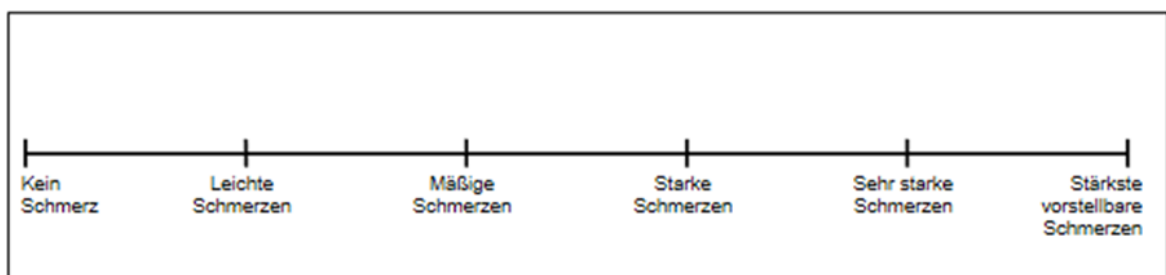 Kein
Schmerz
Leichte
Schmerzen
Mäßige
Schmerzen
Starke
Schmerzen
Sehr starke
Schmerzen
Stärkste
vorstellbare
Schmerzen